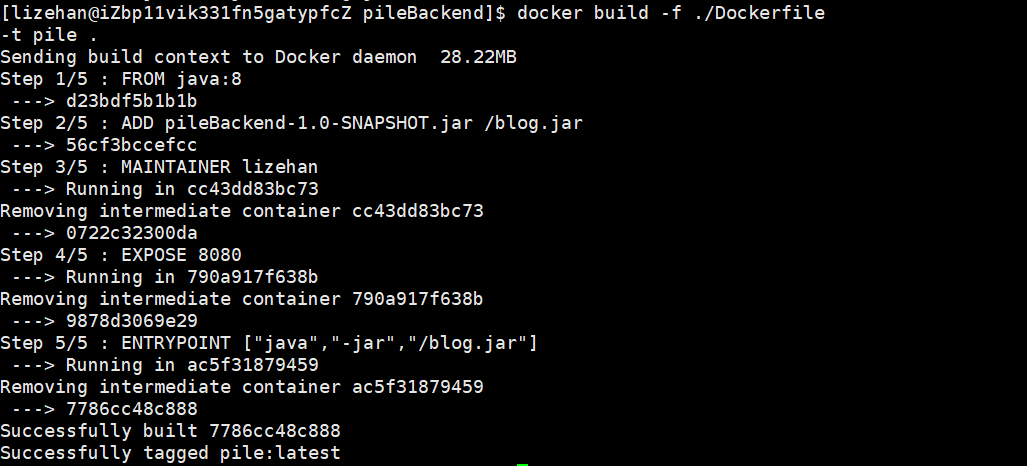 [lizehan@iZbp11vik331fn5gatypfcZ pileBackend]$ docker build -f ./Dockerfile
-t pile .
Sending build context to Docker daemon  28.22MB
Step 1/5 : FROM java:8
 ---> d23bdf5b1b1b
Step 2/5 : ADD pileBackend-1.0-SNAPSHOT.jar /blog.jar
 ---> 56cf3bccefcc
Step 3/5 : MAINTAINER lizehan
 ---> Running in cc43dd83bc73
Removing intermediate container cc43dd83bc73
 ---> 0722c32300da
Step 4/5 : EXPOSE 8080
 ---> Running in 790a917f638b
Removing intermediate container 790a917f638b
 ---> 9878d3069e29
Step 5/5 : ENTRYPOINT ["java","-jar","/blog.jar"]
 ---> Running in ac5f31879459
Removing intermediate container ac5f31879459
 ---> 7786cc48c888
Successfully built 7786cc48c888
Successfully tagged pile:latest